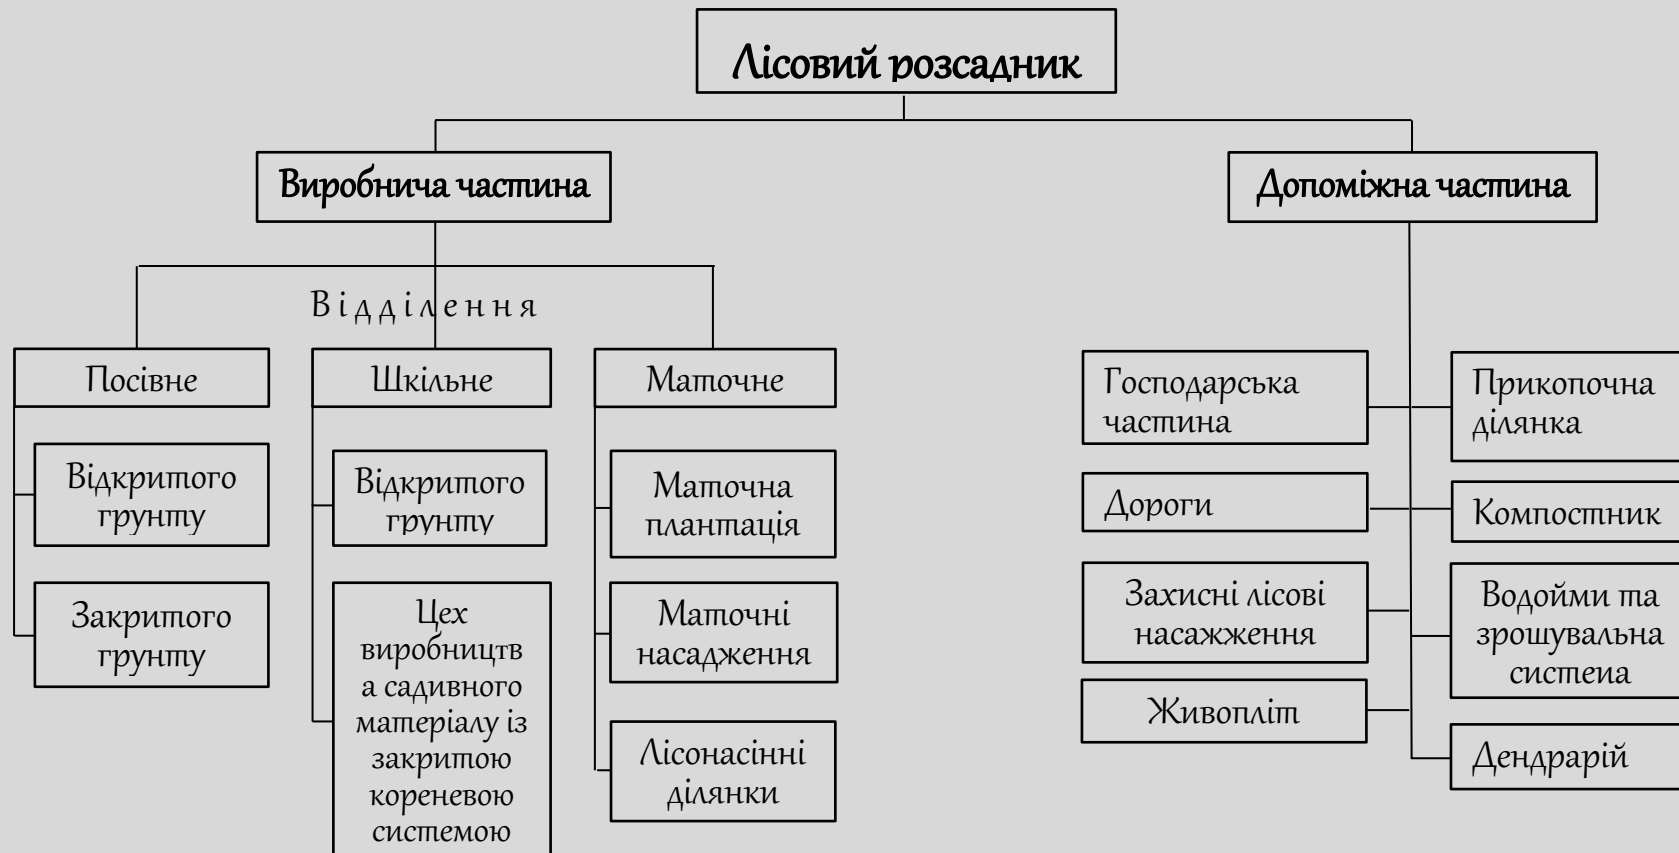 Лісовий розсадник
Виробнича частина
Допоміжна частина
Відділення
Посівне
Відкритого
грунту
Закритого
грунту
Шкільне
Відкритого
грунту
Цех
виробництв
а садивного
матеріалу із
закритою
кореневою
системою
Маточне
Маточна
плантація
Маточні
насадження
Лісонасінні
ділянки
Господарська
частина
Дороги
Захисні лісові
насажження
Живопліт
Прикопочна
ділянка
Компостник
Водойми та
зрошувальна
система
Дендрарій